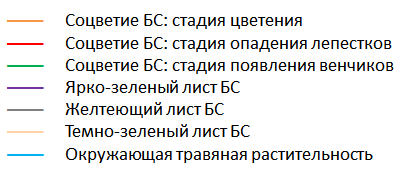 Соцветие БС: стадия цветения
Соцветие БС: стадия опадения лепестков
Соцветие БС: стадия появления венчиков
Ярко-зеленый лист БС
Желтеющий лист БС
Темно-зеленый лист БС
Окружающая травяная растительность